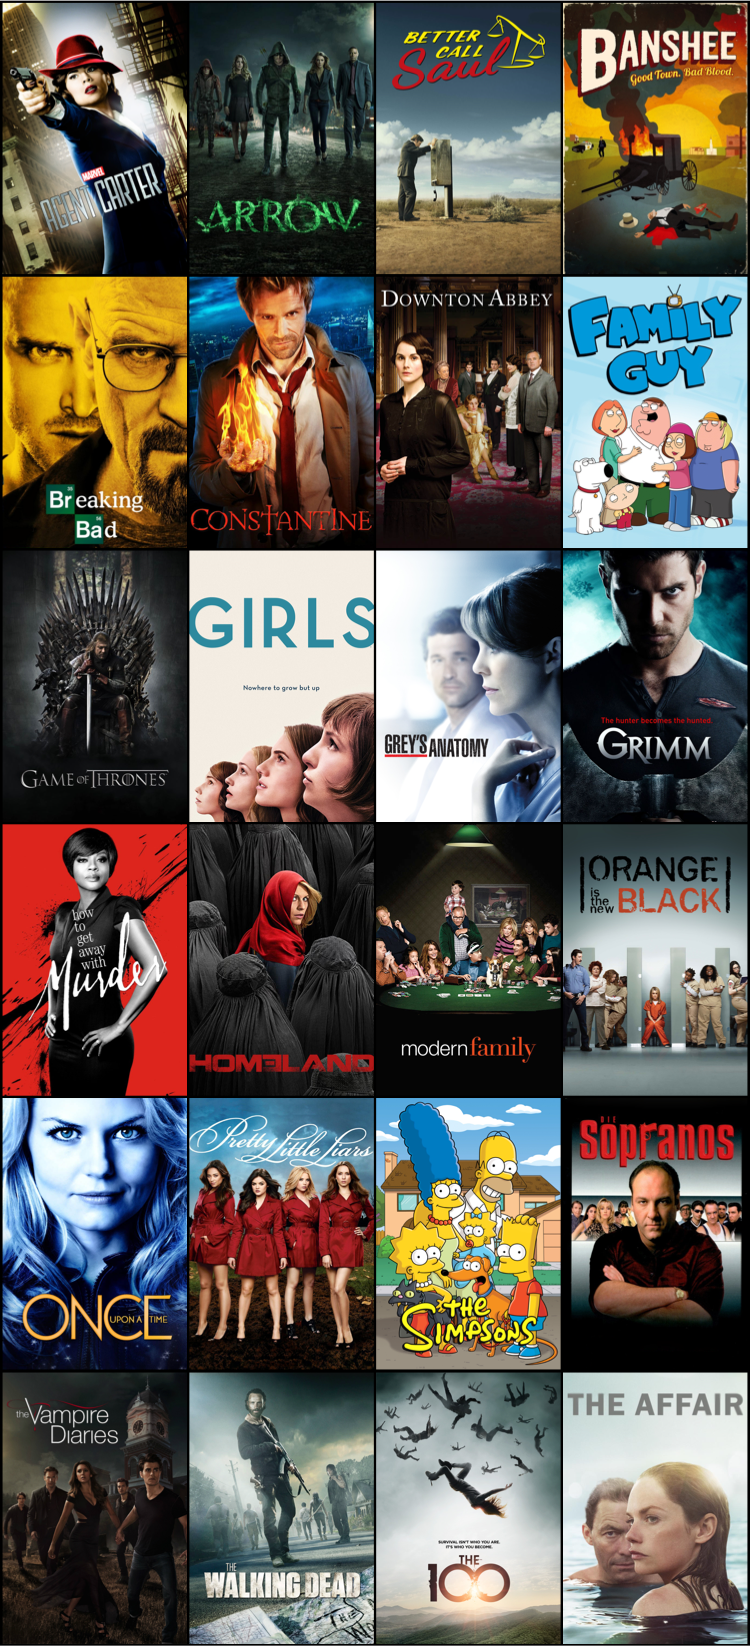 MARVEL
AGENT CARTER
ARROW
BETTER
CALL
Saul
BANSHEE
Good Town. Bad Blood.
35
Breaking
56
Bad
CONSTANTINE
DOWNTON ABBEY
FAMILY
GUY
GAME OF THRONES
GIRLS
Nowhere to grow but up
GREY'S ANATOMY
The hunter becomes the hunted.
GRIMM
how
to
get
away
with
Murder
HOMELAND
modern family
ORANGE
is
the
new
BLACK
ONCE
UPON A TIME
Pretty Little Liars
THE
SIMPSONS
DIE
Sopranos
the Vampire
Diaries
THE
WALKING DEAD
SURVIVAL ISN'T WHO YOU ARE.
IT'S WHO YOU BECOME.
THE
100
THE AFFAIR